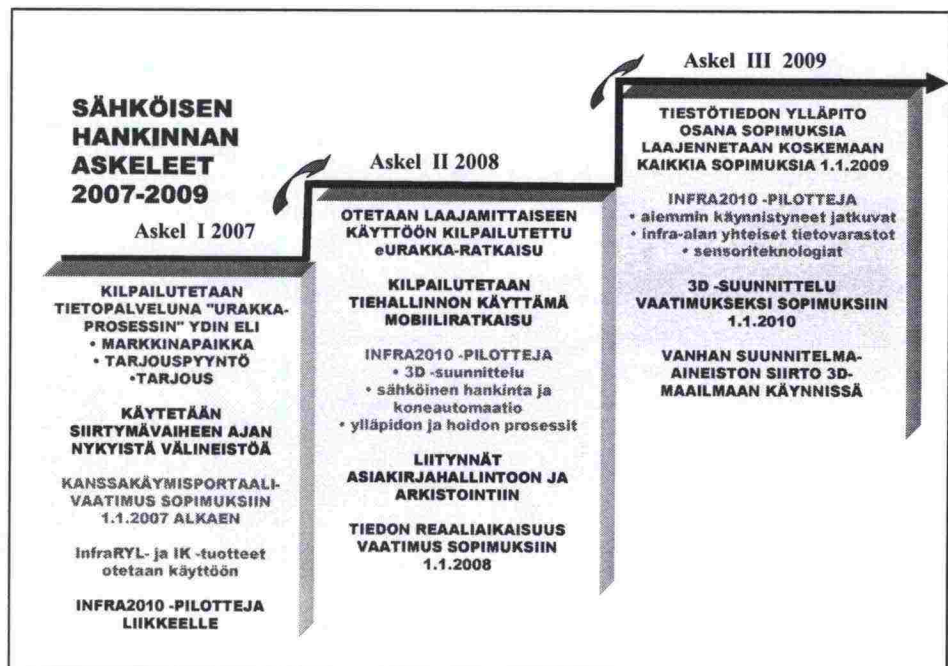 SÄHKÖISEN
HANKINNAN
ASKELEET
2007-2009
Askel I 2007
KILPAILUTETAAN
TIETOPALVELUNA "URAKKA-
PROSESSIN" YDIN ELI
• MARKKINAPAIKKA
• TARJOUSPYYNTÖ
•TARJOUS
KÄYTETÄÄN
SIIRTYMÄVAIHEEN AJAN
NYKYISTÄ VÄLINEISTÖÄ
KANSSAKÄYMISPORTAALI-
VAATIMUS SOPIMUKSIIN
1.1.2007 ALKAEN
InfraRYL- ja IK -tuotteet
otetaan käyttöön
INFRA2010 -PILOTTEJA
LIIKKEELLE
Askel II 2008
OTETAAN LAAJAMITTAISEEN
KÄYTTÖÖN KILPAILUTETTU
eURAKKA-RATKAISU
KILPAILUTETAAN
TIEHALLINNON KÄYTTÄMÄ
MOBIILIRATKAISU
INFRA2010 -PILOTTEJA
• 3D -suunnittelu
• sähköinen hankinta ja
koneautomaatio
• ylläpidon ja hoidon prosessit
LIITYNNÄT
ASIAKIRJAHALLINTOON JA
ARKISTOINTIIN
TIEDON REAALIAIKAISUUS
VAATIMUS SOPIMUKSIIN
1.1.2008
Askel III 2009
TIESTÖTIEDON YLLÄPITO
OSANA SOPIMUKSIA
LAAJENNETAAN KOSKEMAAN
KAIKKIA SOPIMUKSIA 1.1.2009
INFRA2010 -PILOTTEJA
• aiemmin käynnistyneet jatkuvat
• infra-alan yhteiset tietovarastot
• sensoriteknologiat
3D -SUUNNITTELU
VAATIMUKSEKSI SOPIMUKSIIN
1.1.2010
VANHAN SUUNNITELMA-
AINEISTON SIIRTO 3D-
MAAILMAAN KÄYNNISSÄ